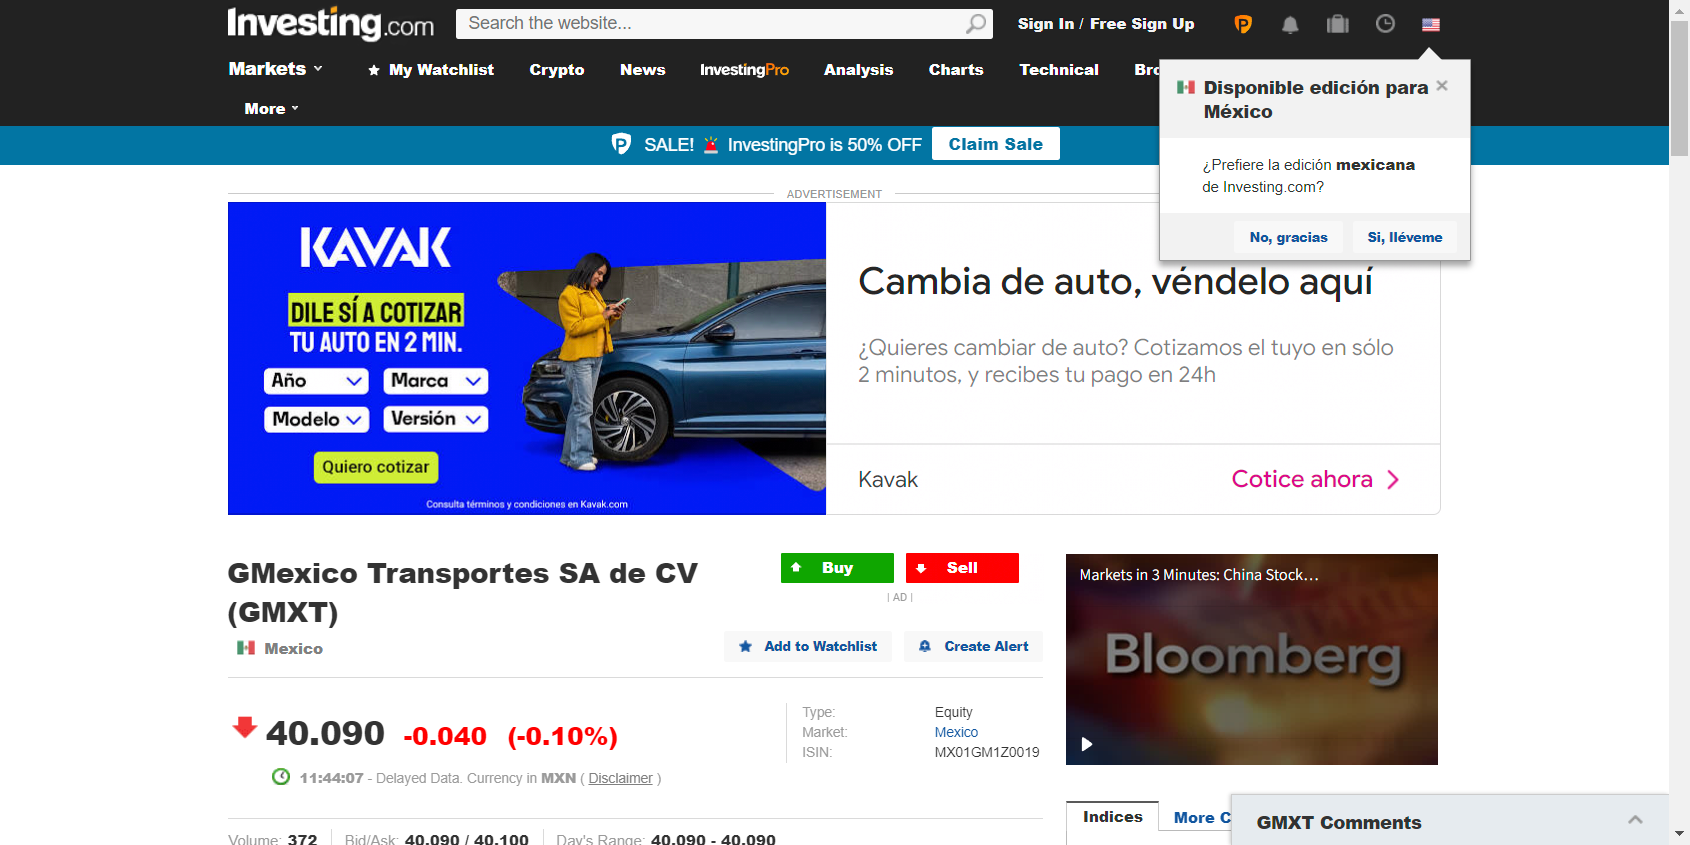 Investing.com
Search the website...
Sign In / Free Sign Up
Markets
My Watchlist
Crypto
News
InvestingPro
Analysis
Charts
Technical
More
Disponible edición para
México
¿Prefiere la edición mexicana
de Investing.com?
No, gracias
Si, lléveme
SALE! InvestingPro is 50% OFF
Claim Sale
ADVERTISEMENT
KAVAK
DILE SÍ A COTIZAR
TU AUTO EN 2 MIN.
Año
Marca
Modelo
Versión
Quiero cotizar
Consulta términos y condiciones en Kavak.com
Cambia de auto, véndelo aquí
¿Quieres cambiar de auto? Cotizamos el tuyo en sólo
2 minutos, y recibes tu pago en 24h
Kavak
Cotice ahora
GMexico Transportes SA de CV
(GMXT)
Mexico
Buy
Sell
| AD |
Add to Watchlist
Create Alert
40.090 -0.040 (-0.10%)
11:44:07 - Delayed Data. Currency in MXN ( Disclaimer )
Type: Equity
Market: Mexico
ISIN: MX01GM1Z0019
Volume: 372
Bid/Ask: 40.090 / 40.100
Day's Range: 40.090 - 40.090
Markets in 3 Minutes: China Stock...
Bloomberg
Indices
More C
GMXT Comments